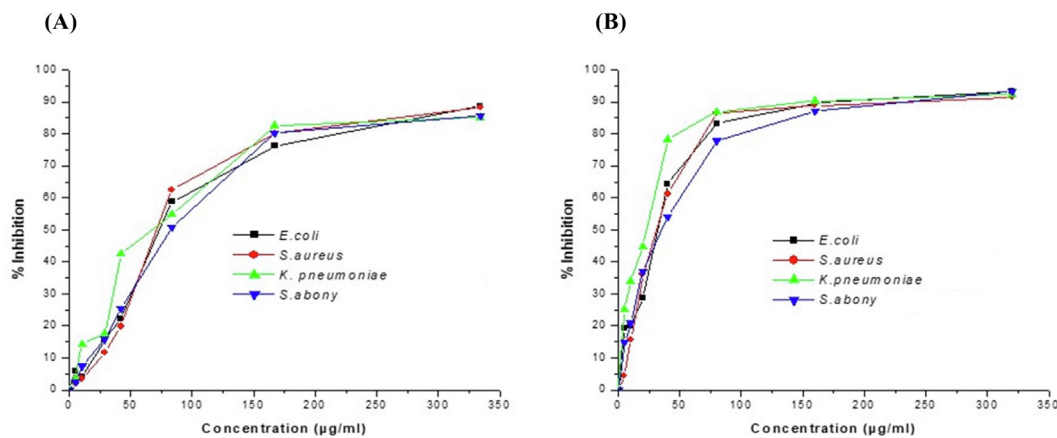 (A)
(B)
100
90
80
70
60
50
40
30
20
10
0
% Inhibition
E.coli
S.aureus
K. pneumoniae
S.abony
0 50 100 150 200 250 300 350
Concentration (µg/ml)
100
90
80
70
60
50
40
30
20
10
0
% Inhibition
E.coli
S.aureus
K.pneumoniae
S.abony
0 50 100 150 200 250 300 350
Concentration (µg/ml)